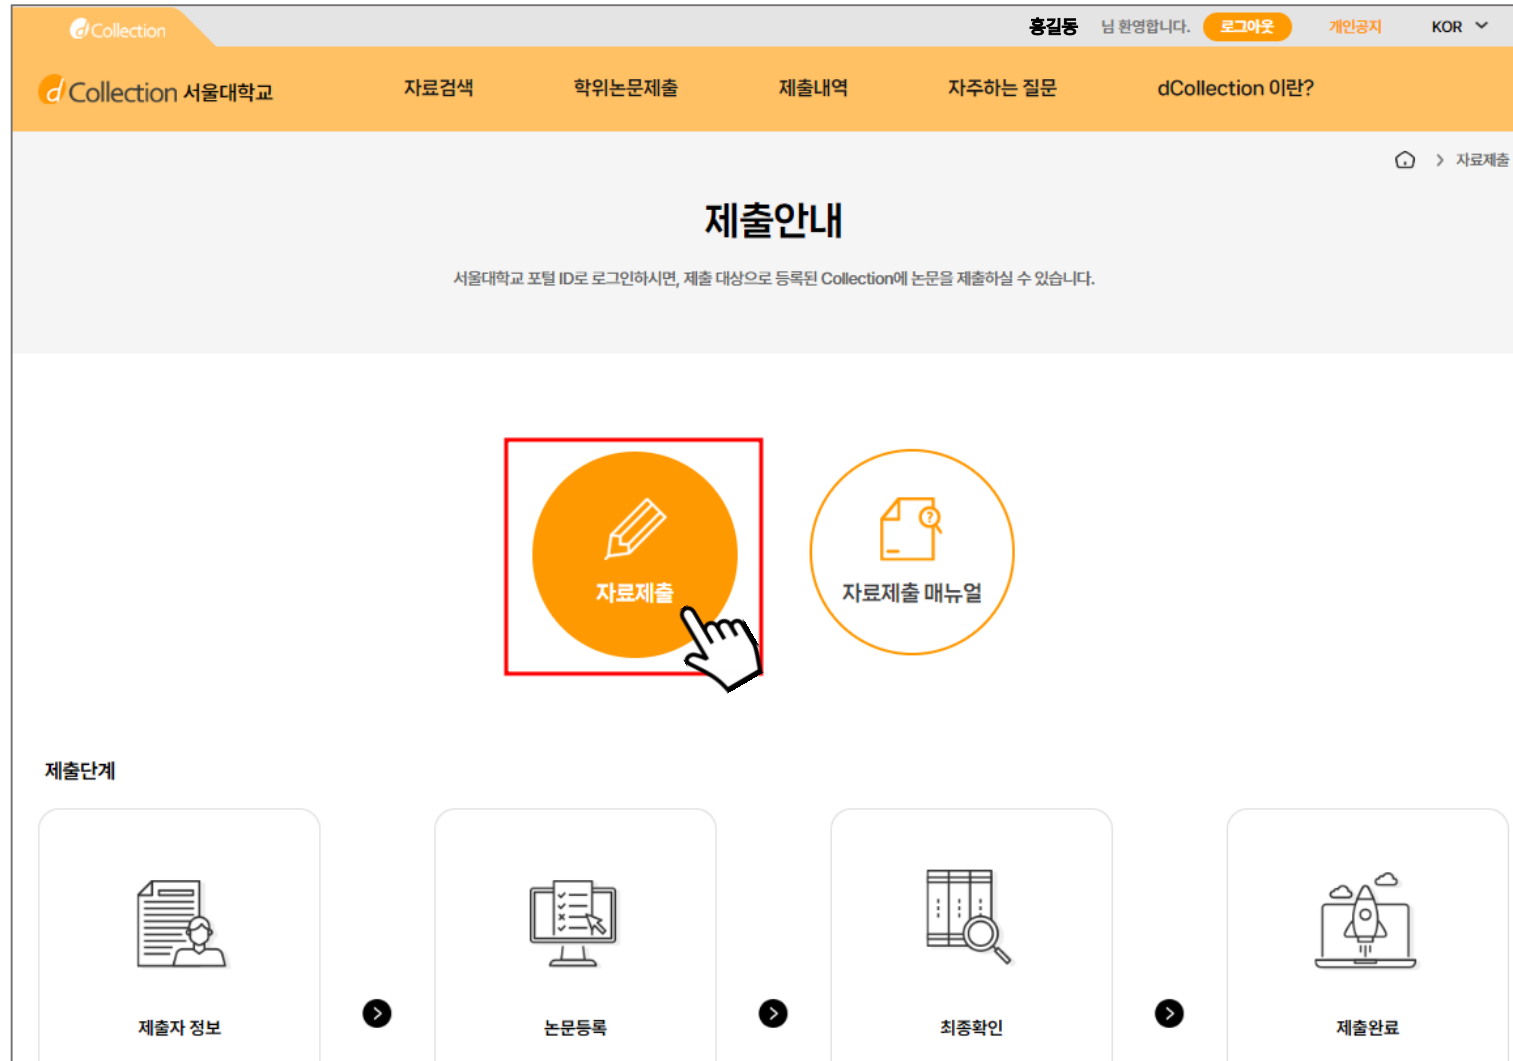 dCollection
홍길동 님 환영합니다. 로그아웃 개인공지 KOR
dCollection 서울대학교 자료검색 학위논문제출 제출내역 자주하는 질문 dCollection 이란?
> 자료제출
제출안내
서울대학교 포털 ID로 로그인하시면, 제출 대상으로 등록된 Collection에 논문을 제출하실 수 있습니다.
자료제출
자료제출 매뉴얼
제출단계
제출자 정보
논문등록
최종확인
제출완료